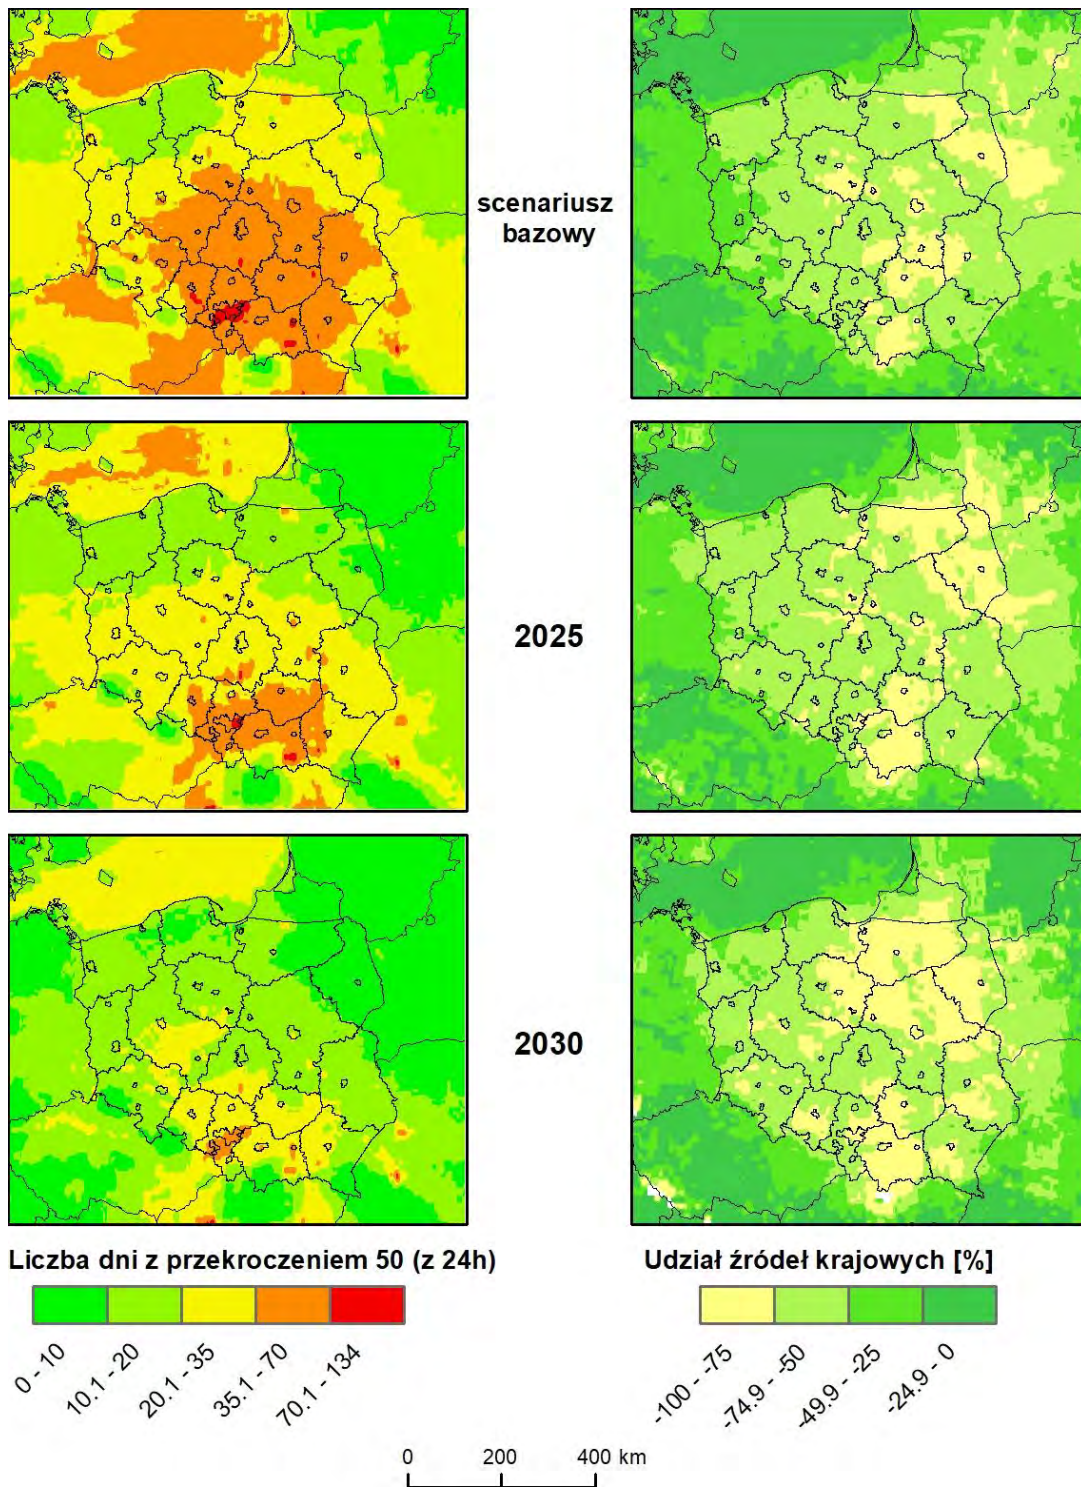 scenariusz
bazowy
2025
2030
Liczba dni z przekroczeniem 50 (z 24h)
0 - 10
10.1 - 20
20.1 - 35
35.1 - 70
70.1 - 134
Udział źródeł krajowych [%]
-100 - -75
-74.9 - -50
-49.9 - -25
-24.9 - 0
0 200 400 km